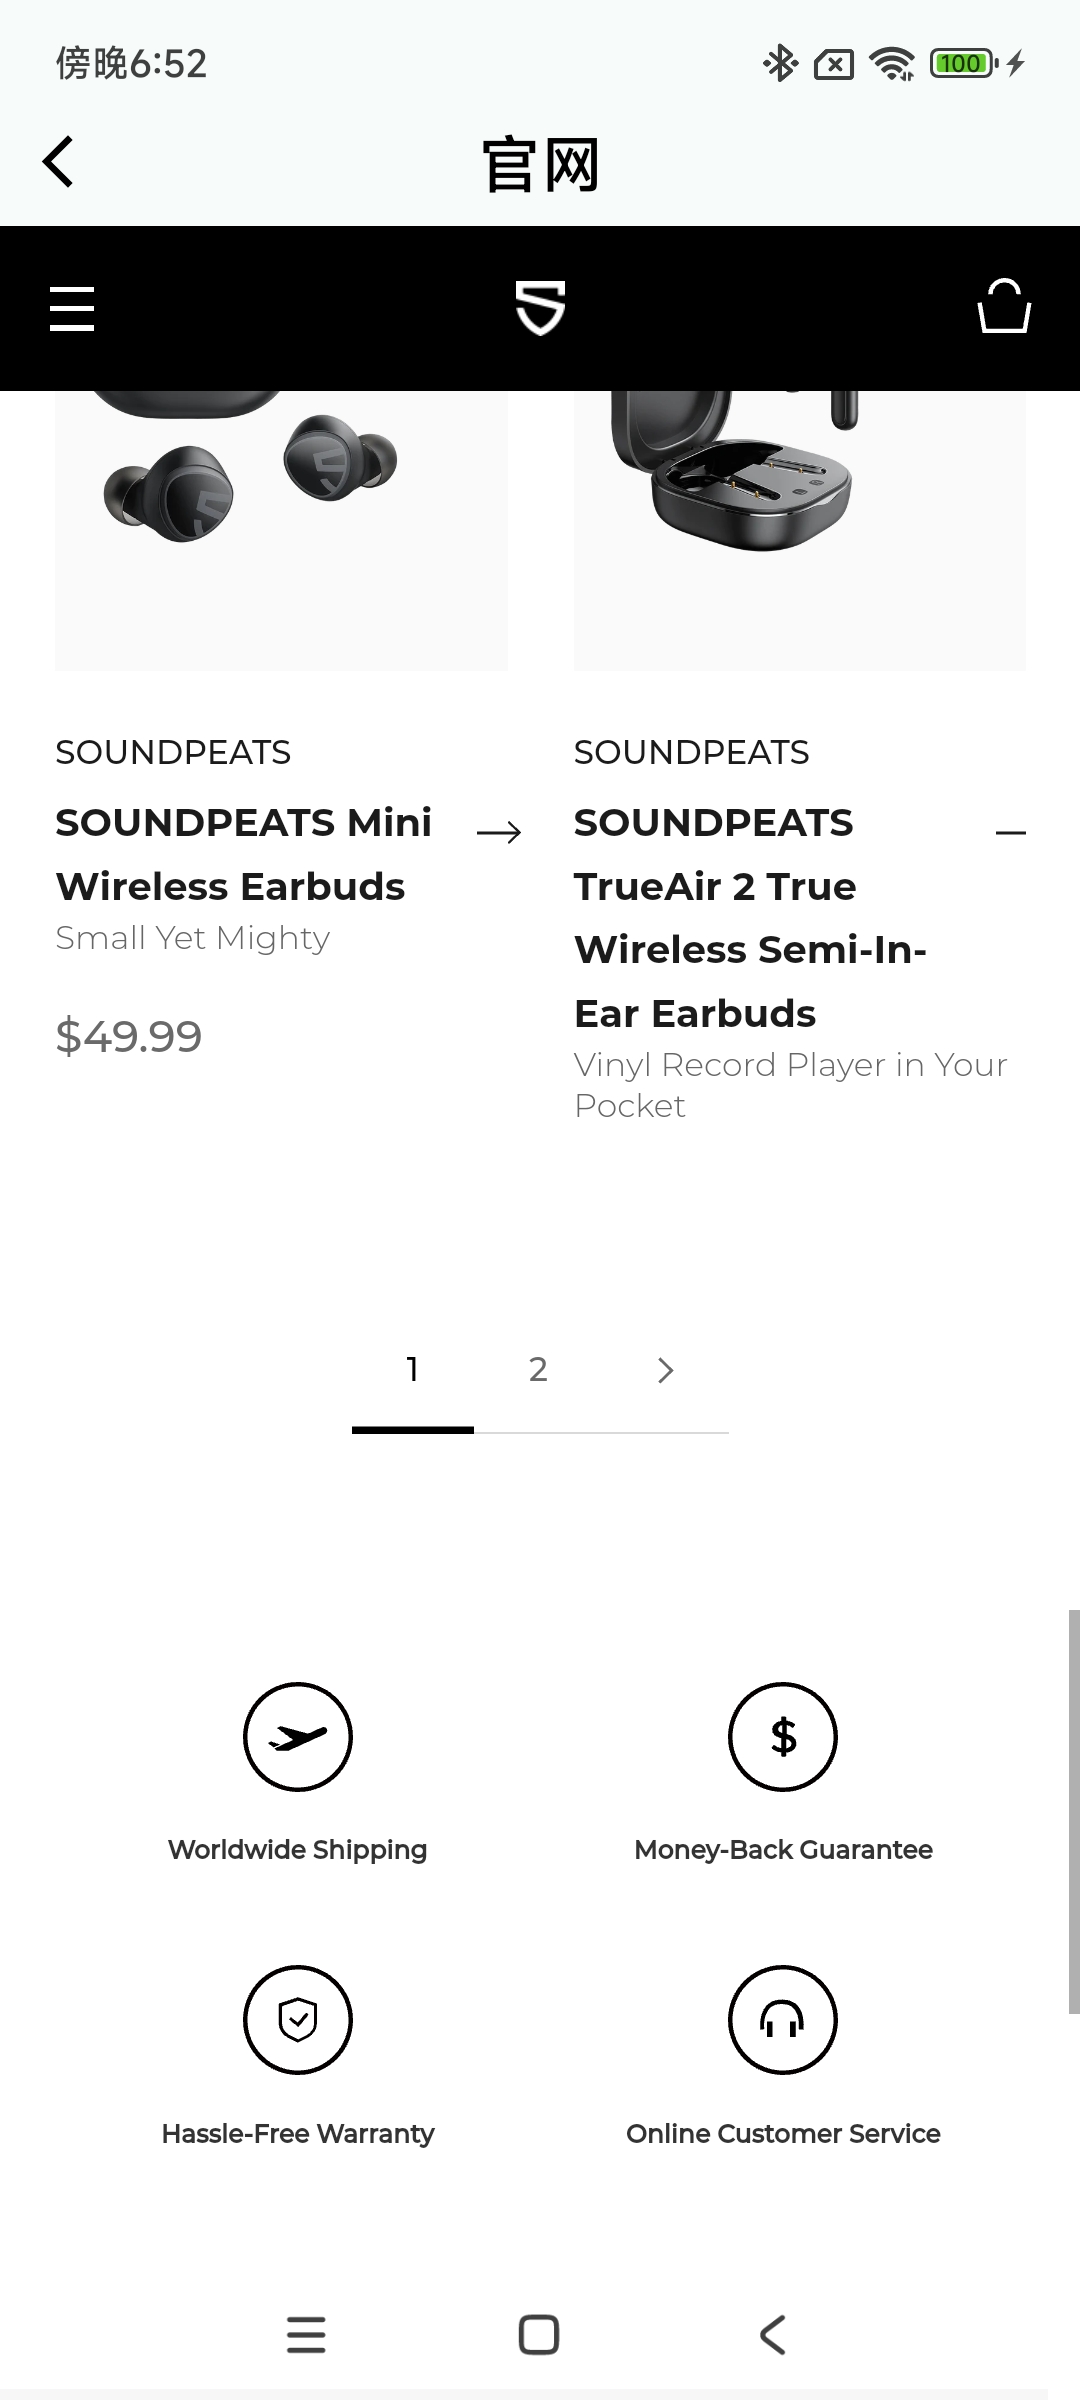 傍晚6:52
100
官网
SOUNDPEATS
SOUNDPEATS Mini
Wireless Earbuds
Small Yet Mighty
$49.99
SOUNDPEATS
SOUNDPEATS
TrueAir 2 True
Wireless Semi-In-
Ear Earbuds
Vinyl Record Player in Your
Pocket
1 2
Worldwide Shipping
Money-Back Guarantee
Hassle-Free Warranty
Online Customer Service